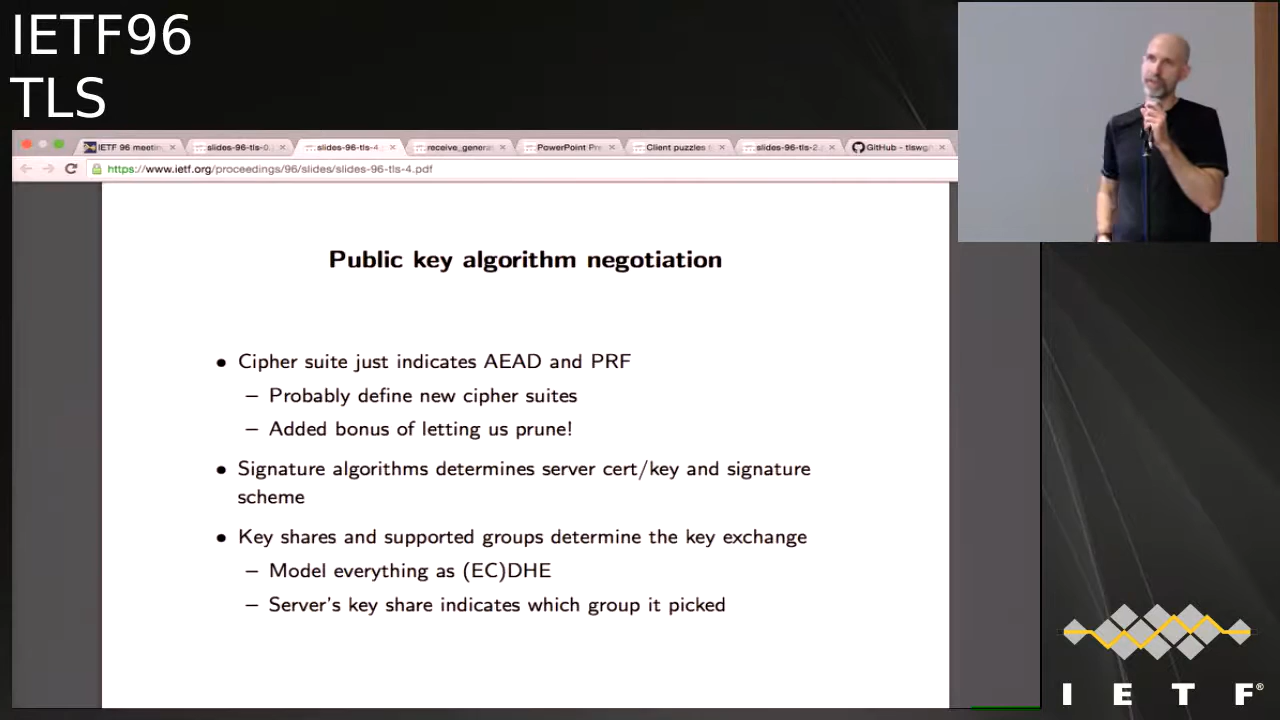 IETF96
TLS
IETF 96 meetin
slides-96-tls-0.
slides-96-tls-4
receive_genera
PowerPoint Pr
Client puzzles
slides-96-tls-2
GitHub - tlswg
https://www.ietf.org/proceedings/96/slides/slides-96-tls-4.pdf
Public key algorithm negotiation
• Cipher suite just indicates AEAD and PRF
– Probably define new cipher suites
– Added bonus of letting us prune!
• Signature algorithms determines server cert/key and signature
scheme
• Key shares and supported groups determine the key exchange
– Model everything as (EC)DHE
– Server's key share indicates which group it picked
I E T F®